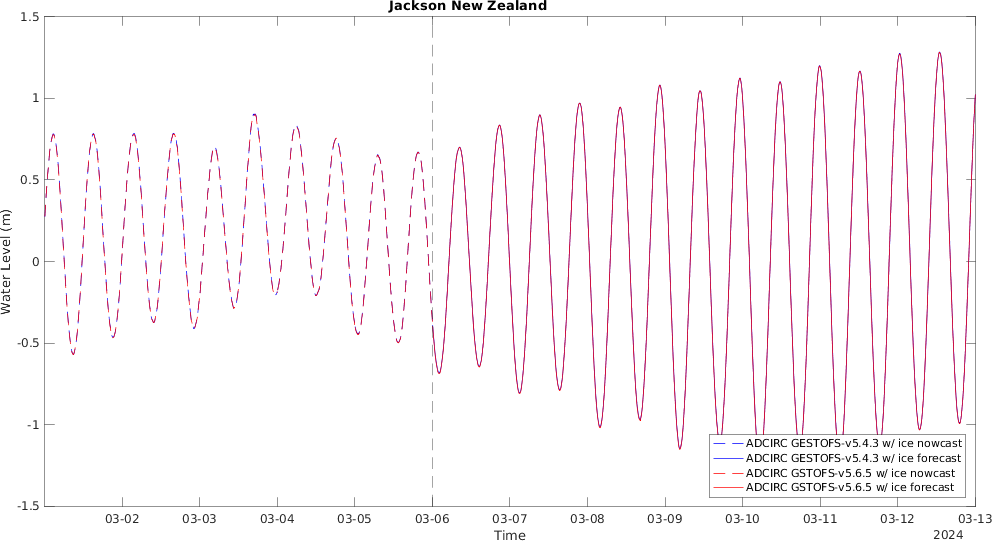 Jackson New Zealand
1.5
1
0.5
0
-0.5
-1
-1.5
Water Level (m)
ADCIRC GESTOFS-v5.4.3 w/ ice nowcast
ADCIRC GESTOFS-v5.4.3 w/ ice forecast
ADCIRC GSTOFS-v5.6.5 w/ ice nowcast
ADCIRC GSTOFS-v5.6.5 w/ ice forecast
03-02 03-03 03-04 03-05 03-06 03-07 03-08 03-09 03-10 03-11 03-12 03-13
Time
2024